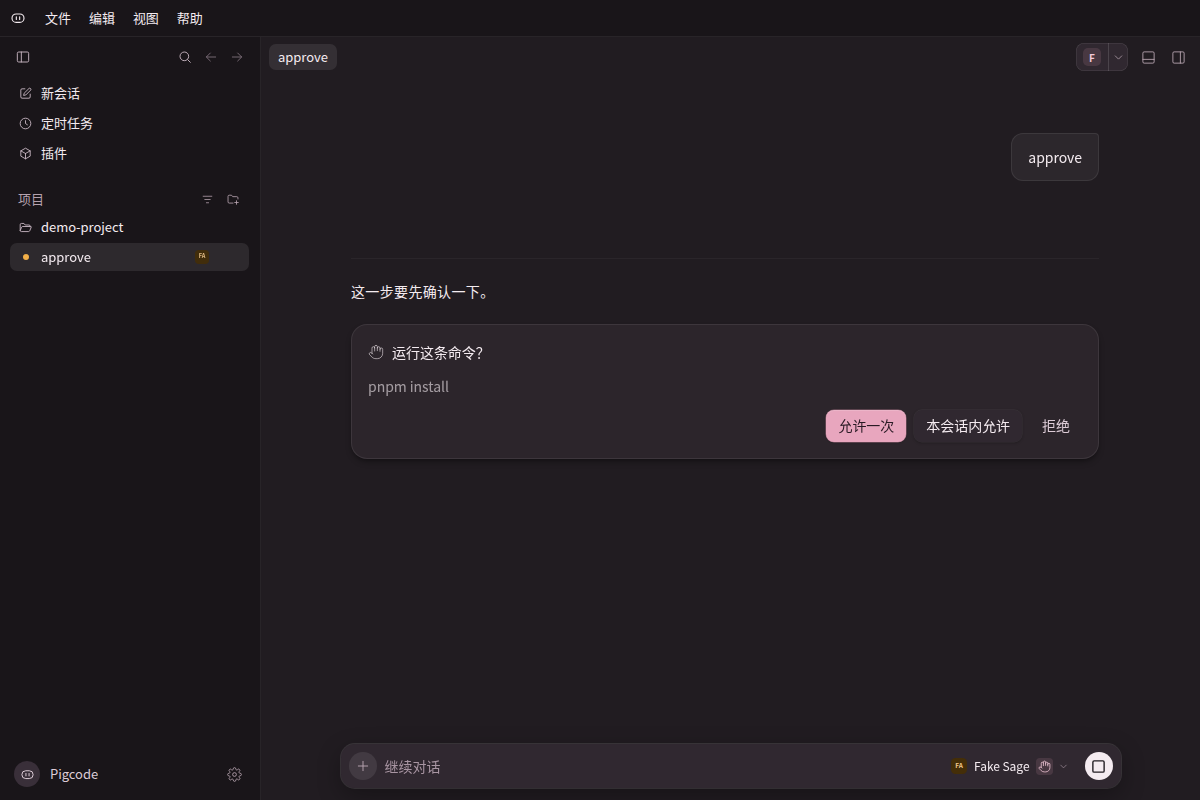 文件 编辑 视图 帮助
approve
F
新会话
定时任务
插件
项目
demo-project
approve FA
approve
这一步要先确认一下。
运行这条命令？
pnpm install
允许一次 本会话内允许 拒绝
继续对话 FA Fake Sage
Pigcode